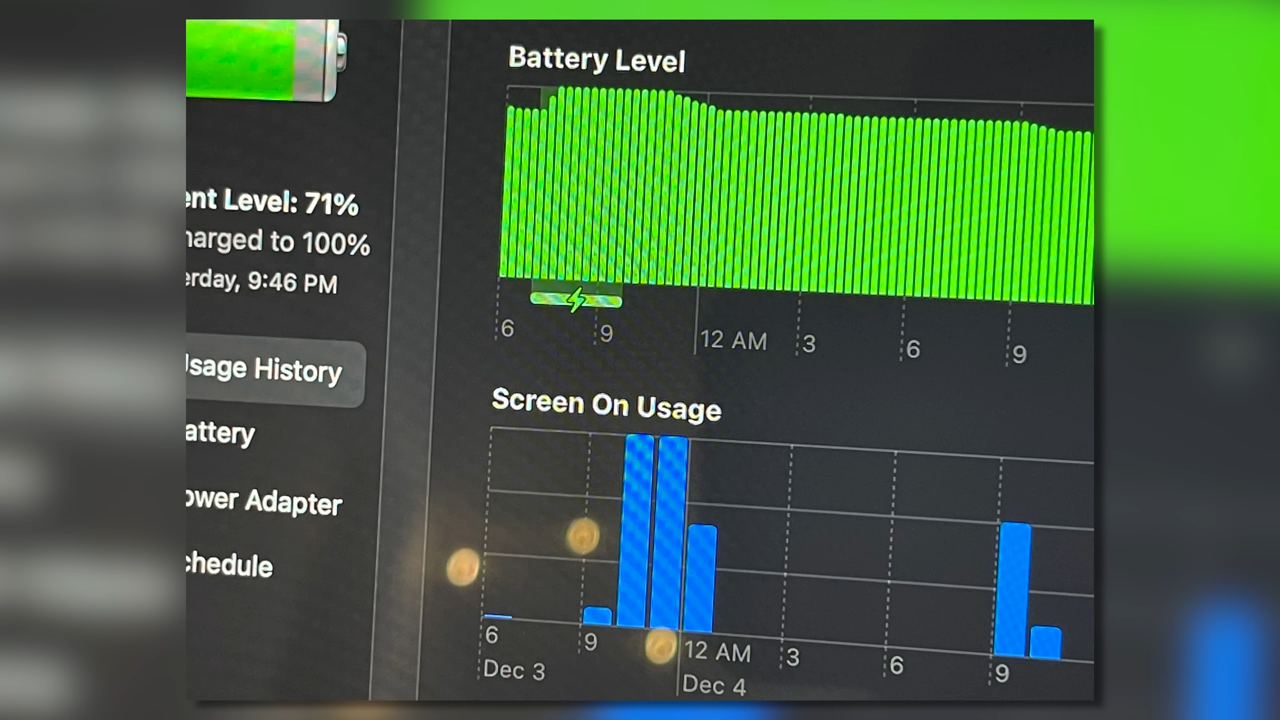 Battery Level
ent Level: 71%
harged to 100%
erday, 9:46 PM
6 9 12 AM 3 6 9
Usage History
attery
ower Adapter
chedule
Screen On Usage
6 9 12 AM 3 6 9
Dec 3 Dec 4